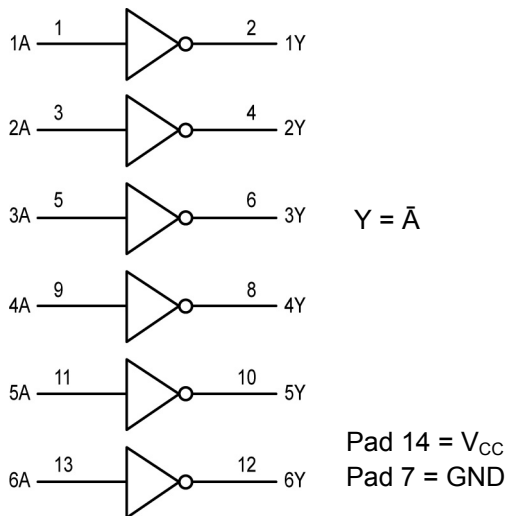 1A 1 2 1Y
2A 3 4 2Y
3A 5 6 3Y
Y = Ā
4A 9 8 4Y
5A 11 10 5Y
Pad 14 = VCC
6A 13 12 6Y
Pad 7 = GND